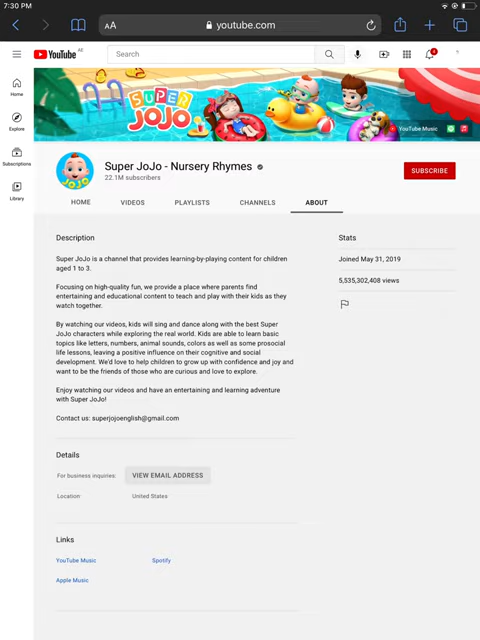 7:30 PM
AA
youtube.com
YouTube
AE
Search
4
SUPER
JOJO
YouTube Music
Home
Explore
Subscriptions
Library
Super JoJo - Nursery Rhymes
22.1M subscribers
SUBSCRIBE
HOME VIDEOS PLAYLISTS CHANNELS ABOUT
Description
Super JoJo is a channel that provides learning-by-playing content for children
aged 1 to 3.
Focusing on high-quality fun, we provide a place where parents find
entertaining and educational content to teach and play with their kids as they
watch together.
By watching our videos, kids will sing and dance along with the best Super
JoJo characters while exploring the real world. Kids are able to learn basic
topics like letters, numbers, animal sounds, colors as well as some prosocial
life lessons, leaving a positive influence on their cognitive and social
development. We'd love to help children to grow up with confidence and joy and
want to be the friends of those who are curious and love to explore.
Enjoy watching our videos and have an entertaining and learning adventure
with Super JoJo!
Contact us: superjojoenglish@gmail.com
Stats
Joined May 31, 2019
5,535,302,408 views
Details
For business inquiries: VIEW EMAIL ADDRESS
Location: United States
Links
YouTube Music Spotify
Apple Music